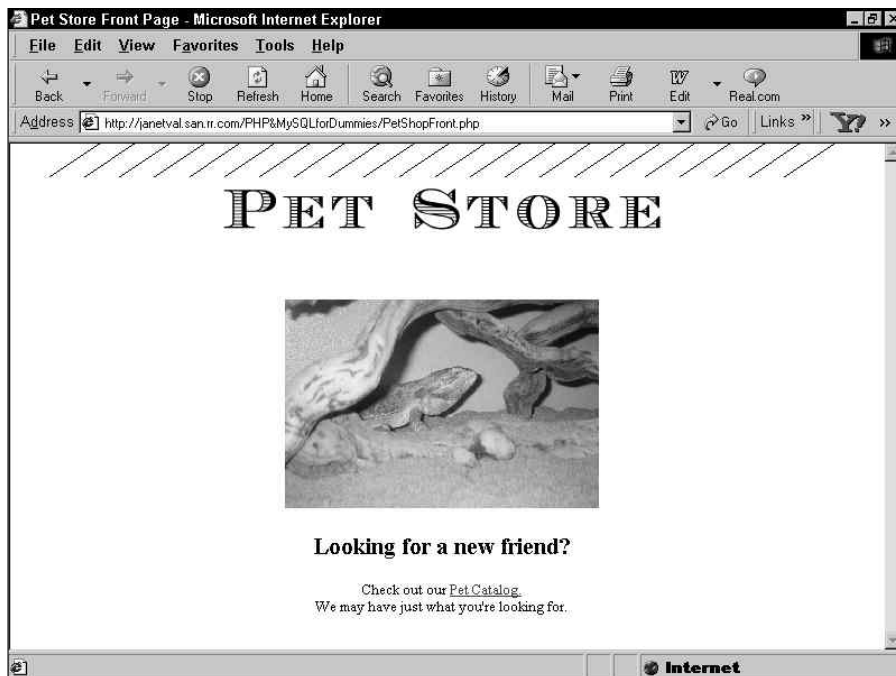 Pet Store Front Page - Microsoft Internet Explorer
File Edit View Favorites Tools Help
Back Forward Stop Refresh Home Search Favorites History Mail Print Edit Real.com
Address http://janetval.san.rr.com/PHP&MySQLforDummies/PetShopFront.php Go Links » Y? »
PET STORE
Looking for a new friend?
Check out our Pet Catalog.
We may have just what you're looking for.
Internet